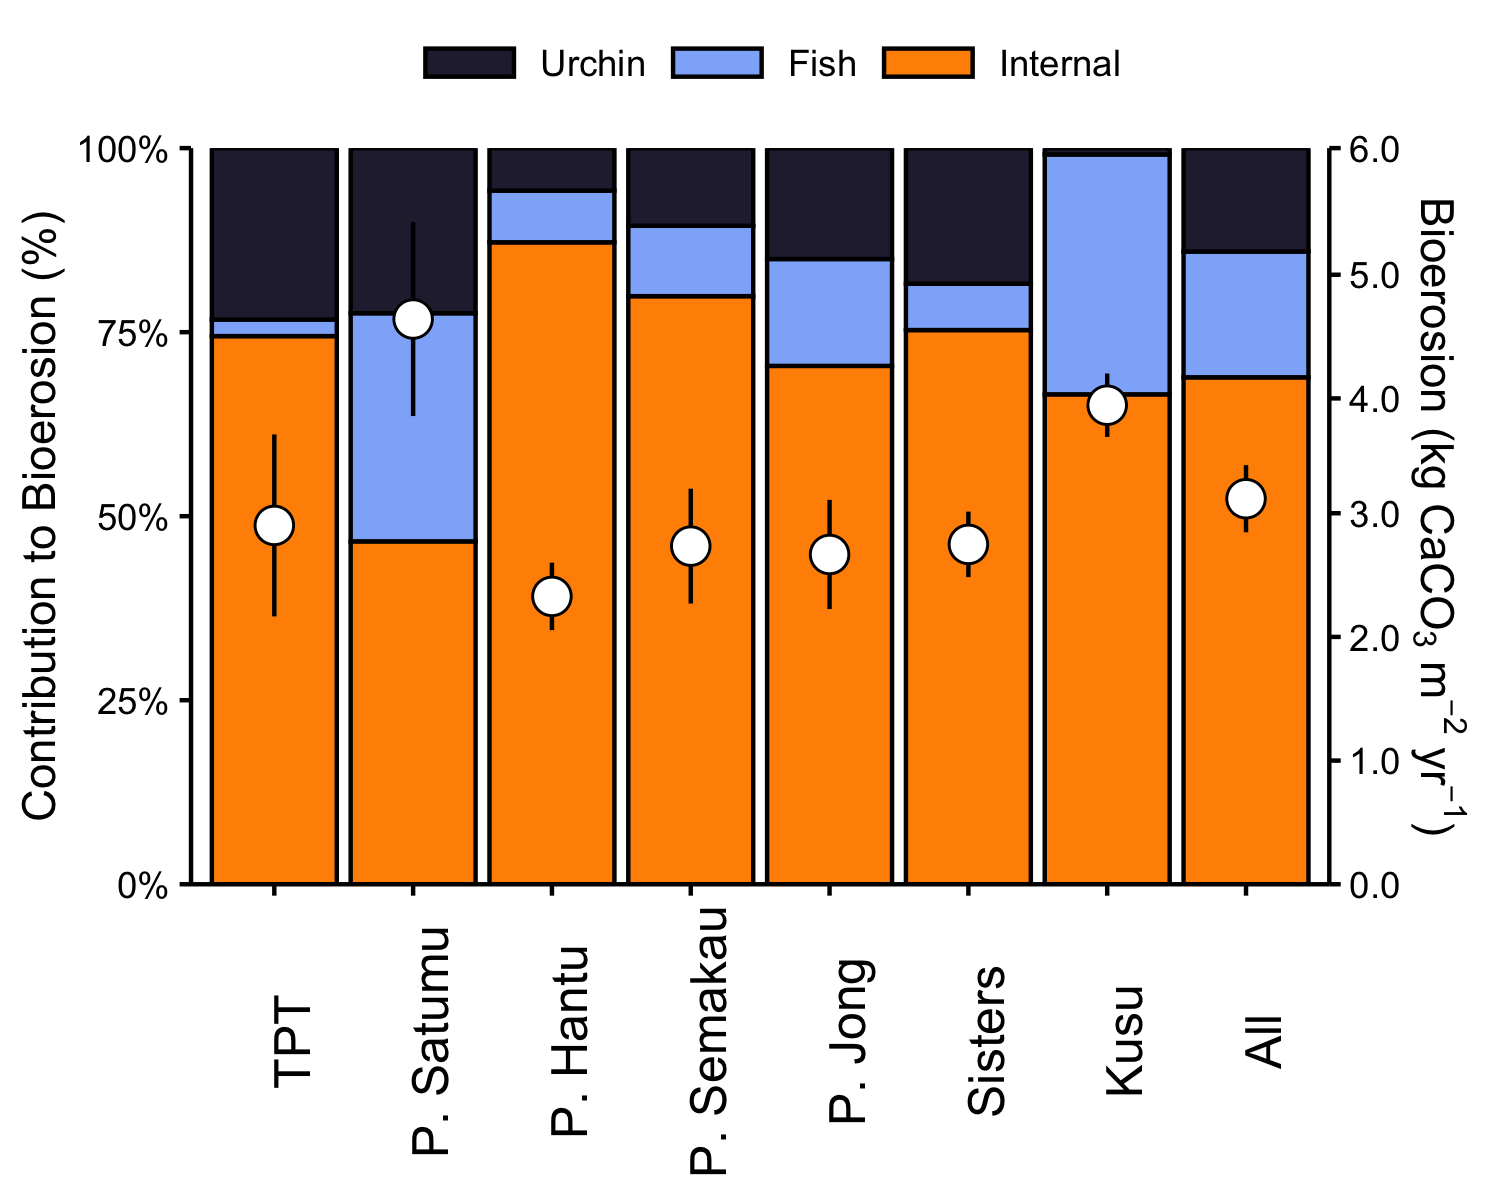 Urchin Fish Internal
Contribution to Bioerosion (%)
100%
75%
50%
25%
0%
6.0
5.0
4.0
3.0
2.0
1.0
0.0
Bioerosion (kg CaCO₃ m⁻² yr⁻¹)
TPT
P. Satumu
P. Hantu
P. Semakau
P. Jong
Sisters
Kusu
All